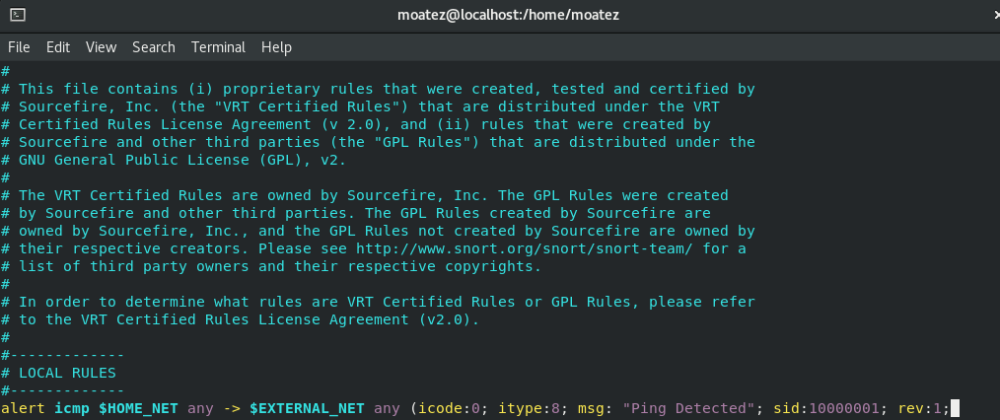 moatez@localhost:/home/moatez
File Edit View Search Terminal Help
#
# This file contains (i) proprietary rules that were created, tested and certified by
# Sourcefire, Inc. (the "VRT Certified Rules") that are distributed under the VRT
# Certified Rules License Agreement (v 2.0), and (ii) rules that were created by
# Sourcefire and other third parties (the "GPL Rules") that are distributed under the
# GNU General Public License (GPL), v2.
#
# The VRT Certified Rules are owned by Sourcefire, Inc. The GPL Rules were created
# by Sourcefire and other third parties. The GPL Rules created by Sourcefire are
# owned by Sourcefire, Inc., and the GPL Rules not created by Sourcefire are owned by
# their respective creators. Please see http://www.snort.org/snort/snort-team/ for a
# list of third party owners and their respective copyrights.
#
# In order to determine what rules are VRT Certified Rules or GPL Rules, please refer
# to the VRT Certified Rules License Agreement (v2.0).
#
#-------------
# LOCAL RULES
#-------------
alert icmp $HOME_NET any -> $EXTERNAL_NET any (icode:0; itype:8; msg: "Ping Detected"; sid:10000001; rev:1;